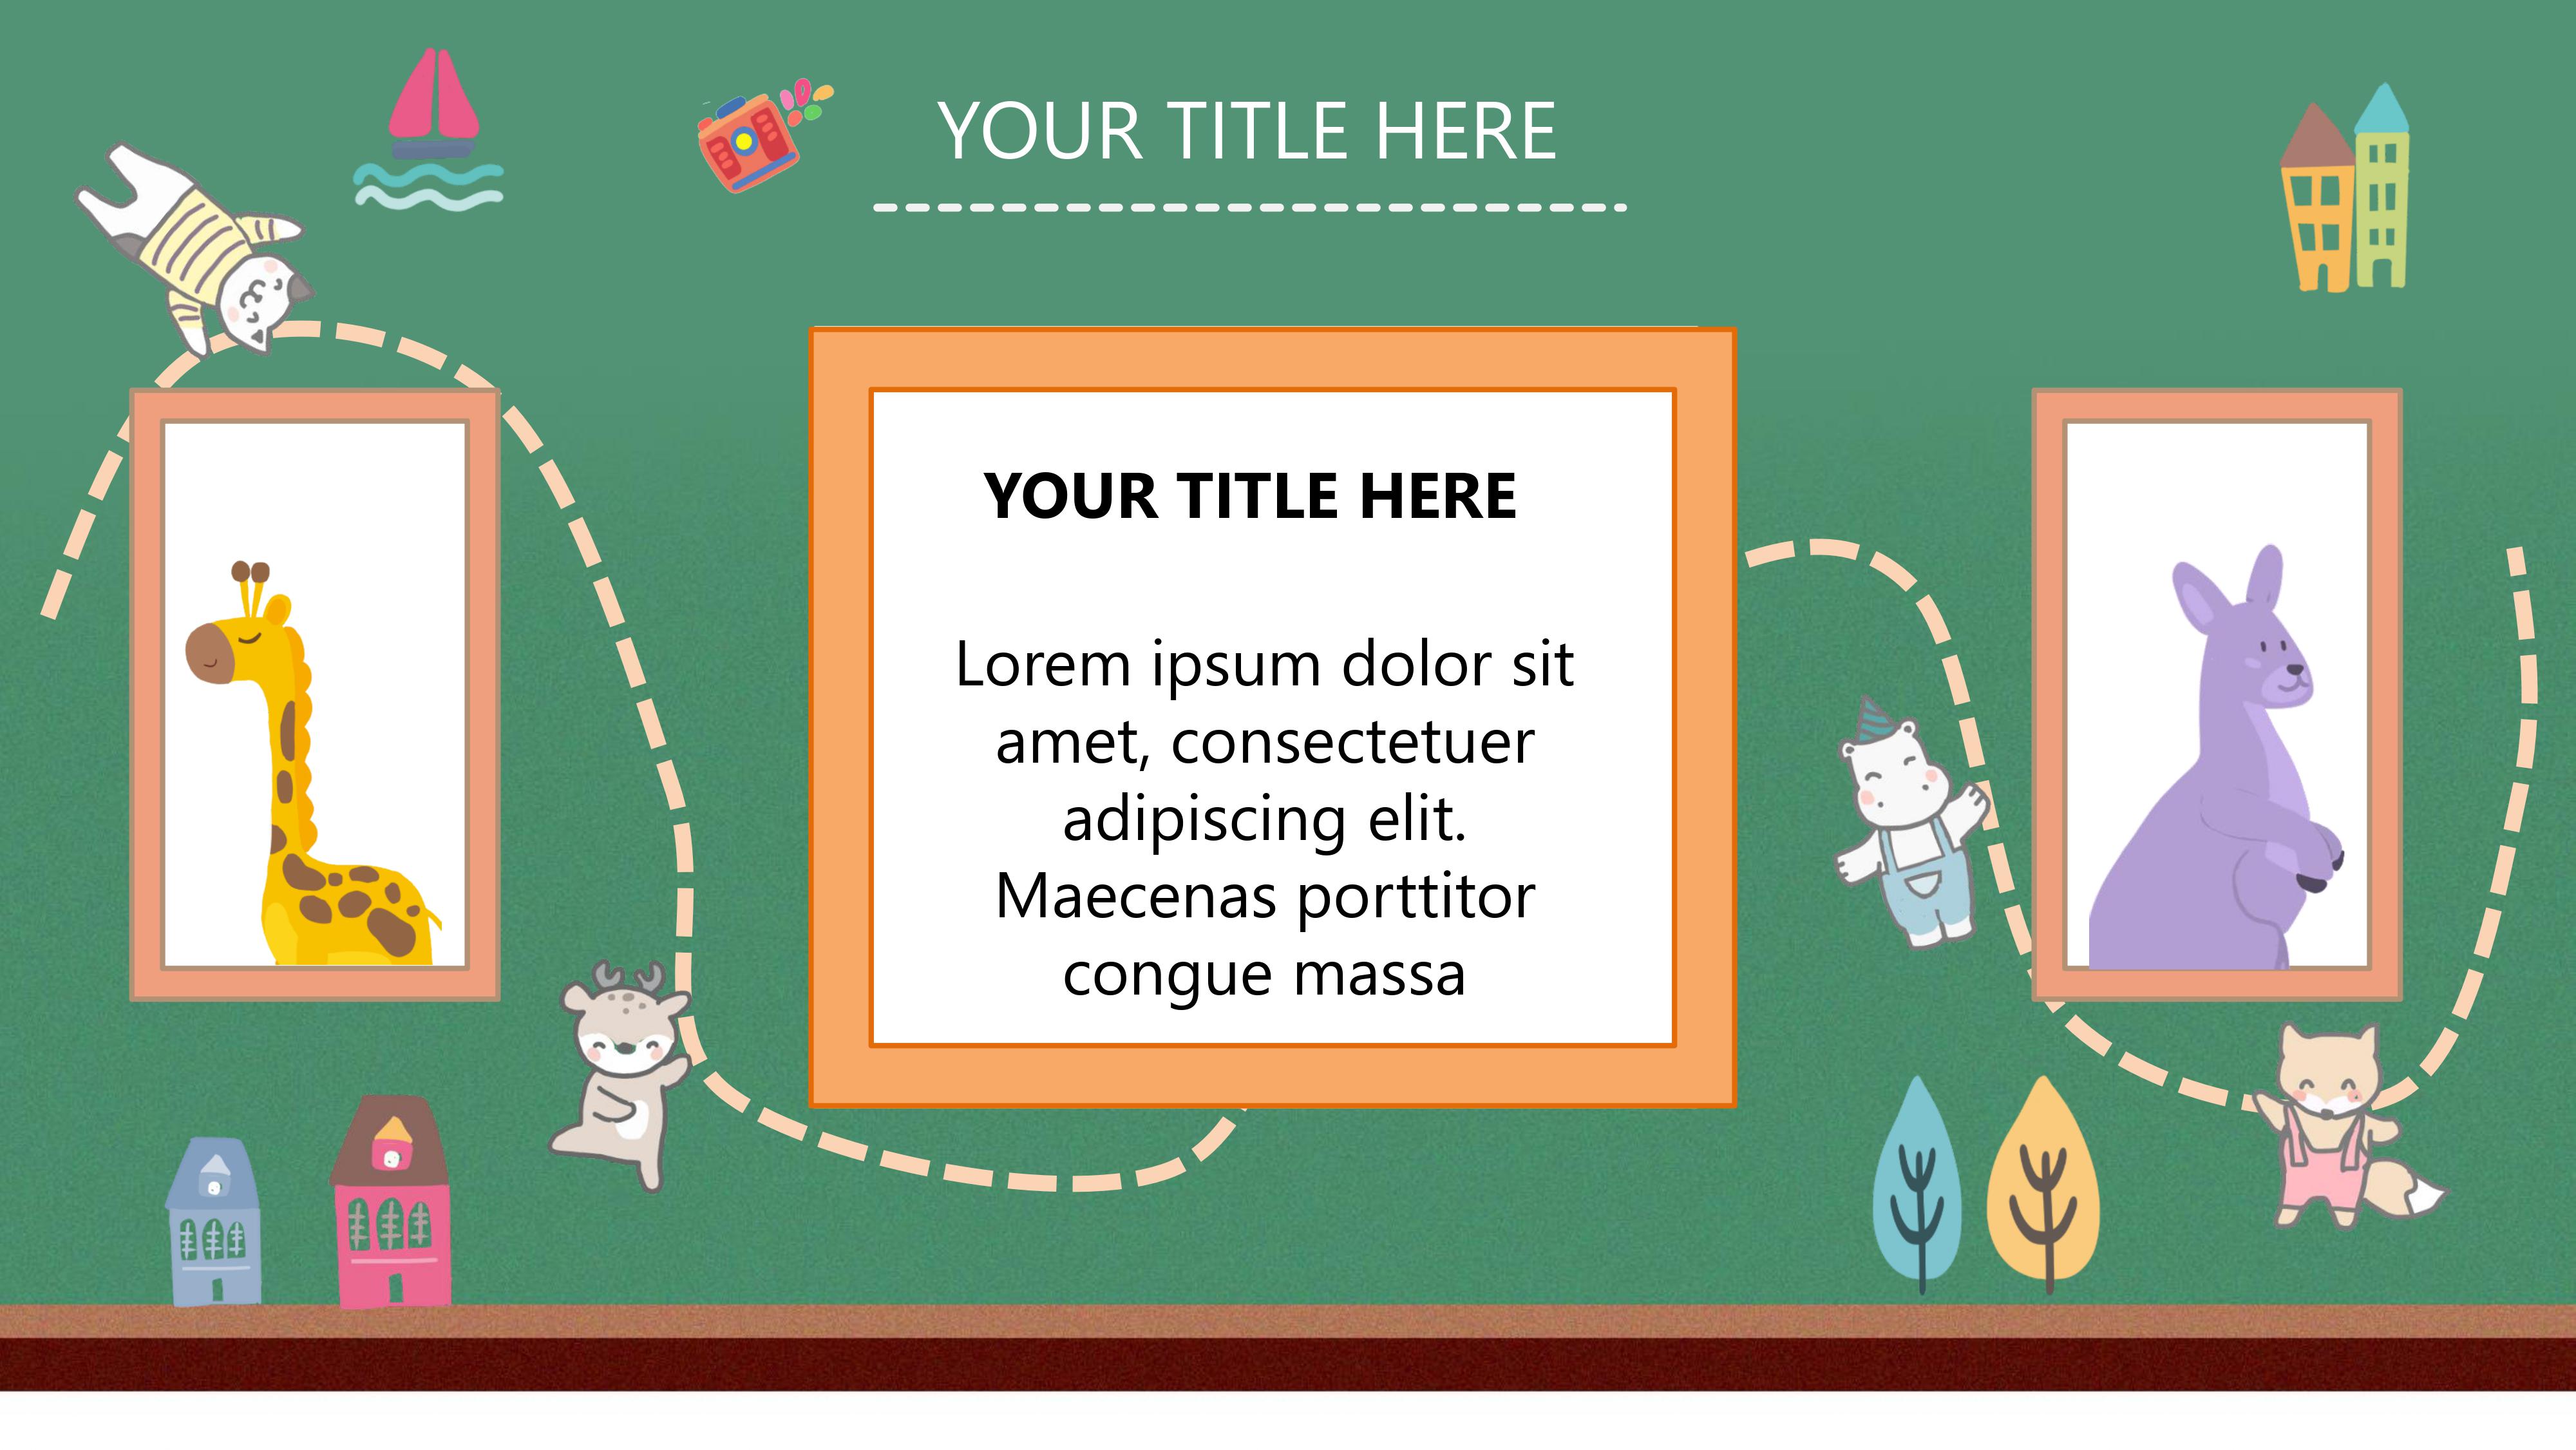 YOUR TITLE HERE
YOUR TITLE HERE
Lorem ipsum dolor sit
amet, consectetuer
adipiscing elit.
Maecenas porttitor
congue massa